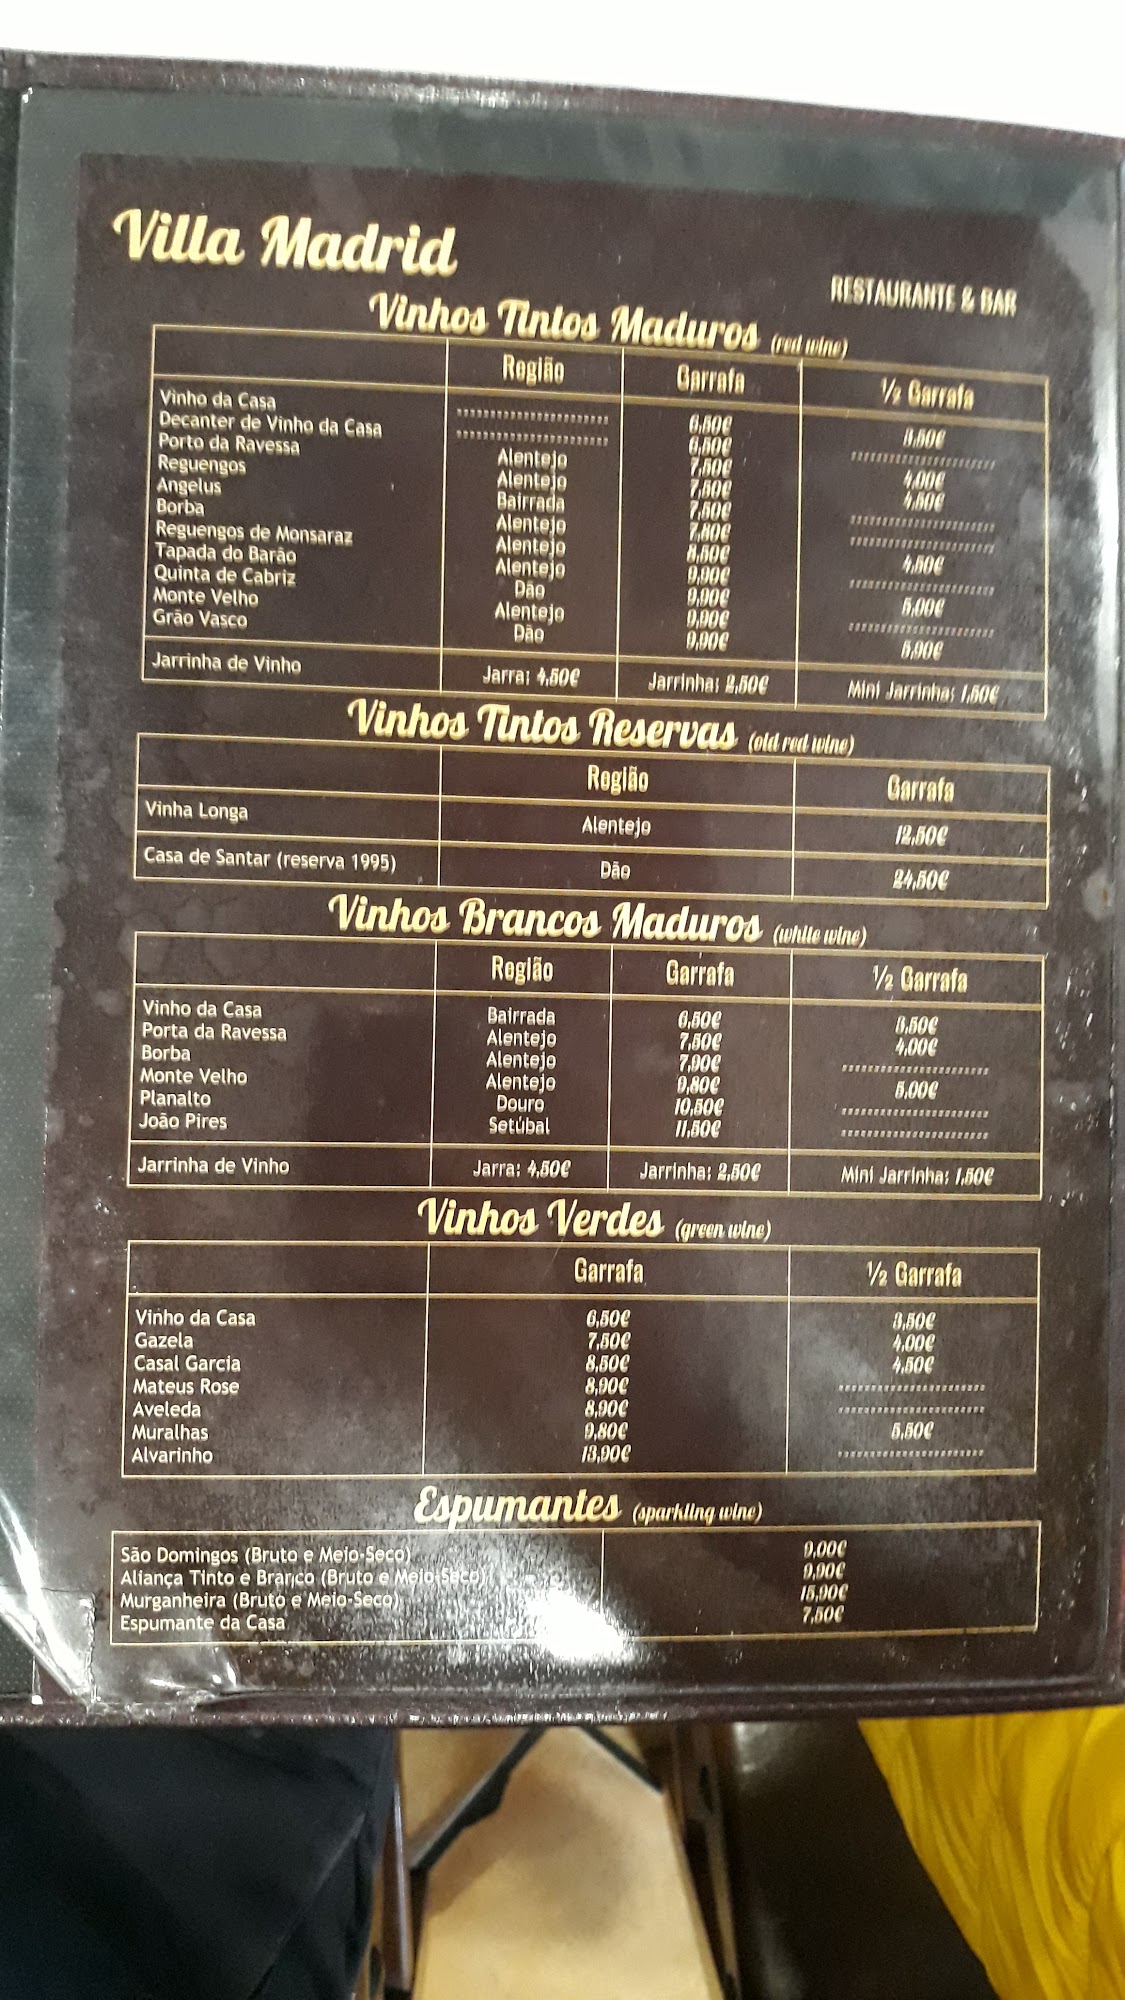 Villa Madrid
RESTAURANTE & BAR
Vinhos Tintos Maduros (red wine)
Região Garrafa ½ Garrafa
Vinho da Casa ...................... 6,50€ 3,50€
Decanter de Vinho da Casa ...................... 6,50€ ......................
Porto da Ravessa Alentejo 7,50€ 4,00€
Reguengos Alentejo 7,50€ 4,50€
Angelus Bairrada 7,50€ ......................
Borba Alentejo 7,80€ ......................
Reguengos de Monsaraz Alentejo 8,50€ 4,50€
Tapada do Barão Alentejo 9,90€ ......................
Quinta de Cabriz Dão 9,90€ 5,00€
Monte Velho Alentejo 9,90€ ......................
Grão Vasco Dão 9,90€ 5,90€
Jarrinha de Vinho Jarra: 4,50€ Jarrinha: 2,50€ Mini Jarrinha: 1,50€
Vinhos Tintos Reservas (old red wine)
Região Garrafa
Vinha Longa Alentejo 12,50€
Casa de Santar (reserva 1995) Dão 24,50€
Vinhos Brancos Maduros (white wine)
Região Garrafa ½ Garrafa
Vinho da Casa Bairrada 6,50€ 3,50€
Porta da Ravessa Alentejo 7,50€ 4,00€
Borba Alentejo 7,90€ ......................
Monte Velho Alentejo 9,80€ 5,00€
Planalto Douro 10,50€ ......................
João Pires Setúbal 11,50€ ......................
Jarrinha de Vinho Jarra: 4,50€ Jarrinha: 2,50€ Mini Jarrinha: 1,50€
Vinhos Verdes (green wine)
Garrafa ½ Garrafa
Vinho da Casa 6,50€ 3,50€
Gazela 7,50€ 4,00€
Casal Garcia 8,50€ 4,50€
Mateus Rose 8,90€ ......................
Aveleda 8,90€ ......................
Muralhas 9,80€ 5,50€
Alvarinho 13,90€ ......................
Espumantes (sparkling wine)
São Domingos (Bruto e Meio-Seco) 9,00€
Aliança Tinto e Branco (Bruto e Meio-Seco) 9,90€
Murganheira (Bruto e Meio-Seco) 15,90€
Espumante da Casa 7,50€